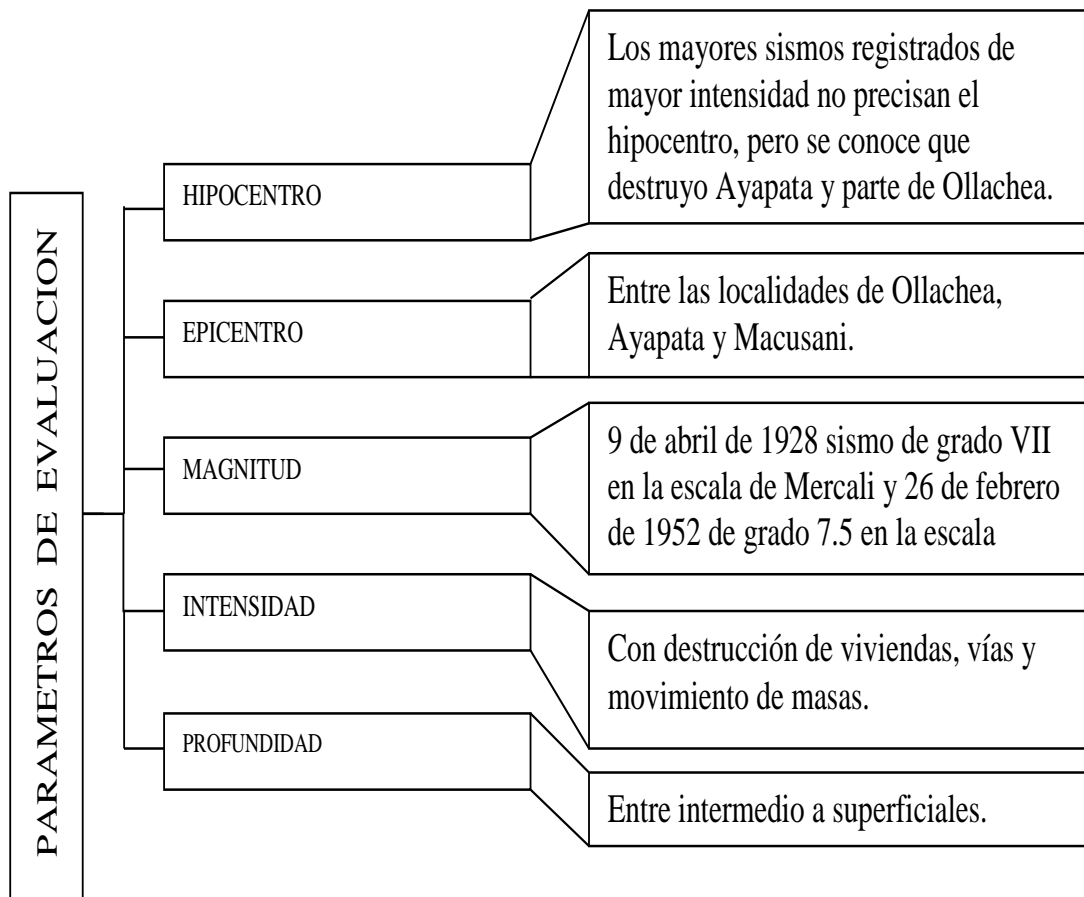 PARAMETROS DE EVALUACION
HIPOCENTRO
Los mayores sismos registrados de
mayor intensidad no precisan el
hipocentro, pero se conoce que
destruyo Ayapata y parte de Ollachea.
EPICENTRO
Entre las localidades de Ollachea,
Ayapata y Macusani.
MAGNITUD
9 de abril de 1928 sismo de grado VII
en la escala de Mercali y 26 de febrero
de 1952 de grado 7.5 en la escala
INTENSIDAD
Con destrucción de viviendas, vías y
movimiento de masas.
PROFUNDIDAD
Entre intermedio a superficiales.